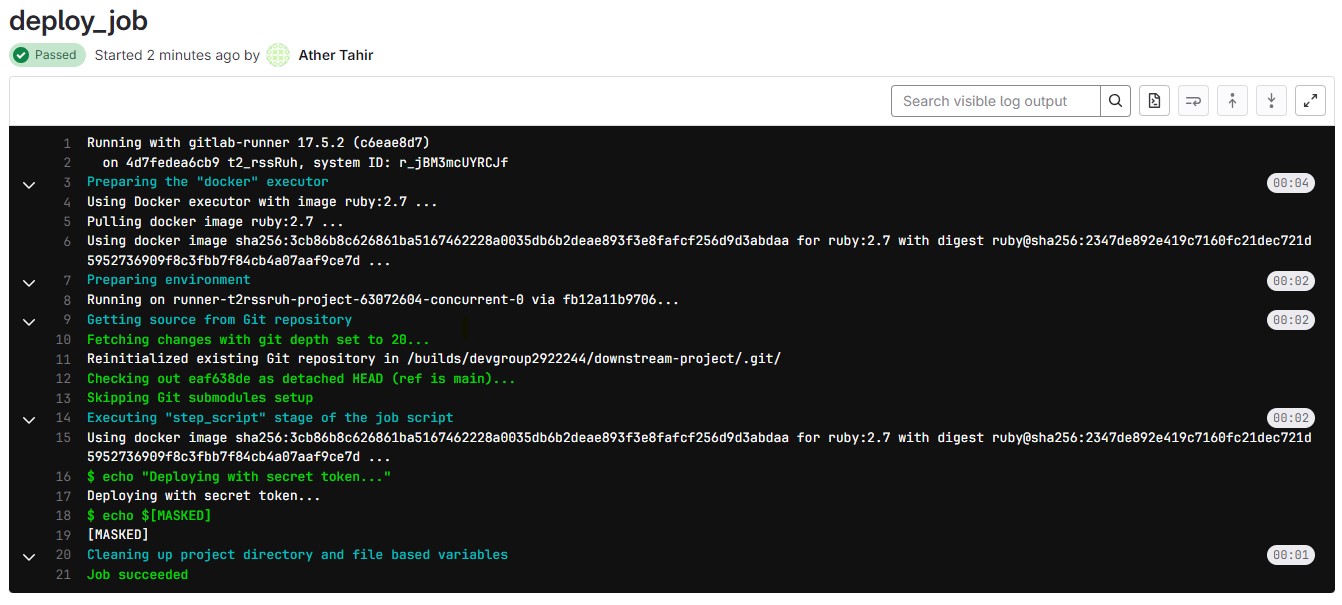 deploy_job
Passed Started 2 minutes ago by Ather Tahir
Search visible log output
1 Running with gitlab-runner 17.5.2 (c6eae8d7)
2 on 4d7fedea6cb9 t2_rssRuh, system ID: r_jBM3mcUYRCJf
3 Preparing the "docker" executor 00:04
4 Using Docker executor with image ruby:2.7 ...
5 Pulling docker image ruby:2.7 ...
6 Using docker image sha256:3cb86b8c626861ba5167462228a0035db6b2deae893f3e8fafcf256d9d3abdaa for ruby:2.7 with digest ruby@sha256:2347de892e419c7160fc21dec721d
5952736909f8c3fbb7f84cb4a07aaf9ce7d ...
7 Preparing environment 00:02
8 Running on runner-t2rssruh-project-63072604-concurrent-0 via fb12a11b9706...
9 Getting source from Git repository 00:02
10 Fetching changes with git depth set to 20...
11 Reinitialized existing Git repository in /builds/devgroup2922244/downstream-project/.git/
12 Checking out eaf638de as detached HEAD (ref is main)...
13 Skipping Git submodules setup
14 Executing "step_script" stage of the job script 00:02
15 Using docker image sha256:3cb86b8c626861ba5167462228a0035db6b2deae893f3e8fafcf256d9d3abdaa for ruby:2.7 with digest ruby@sha256:2347de892e419c7160fc21dec721d
5952736909f8c3fbb7f84cb4a07aaf9ce7d ...
16 $ echo "Deploying with secret token..."
17 Deploying with secret token...
18 $ echo $[MASKED]
19 [MASKED]
20 Cleaning up project directory and file based variables 00:01
21 Job succeeded